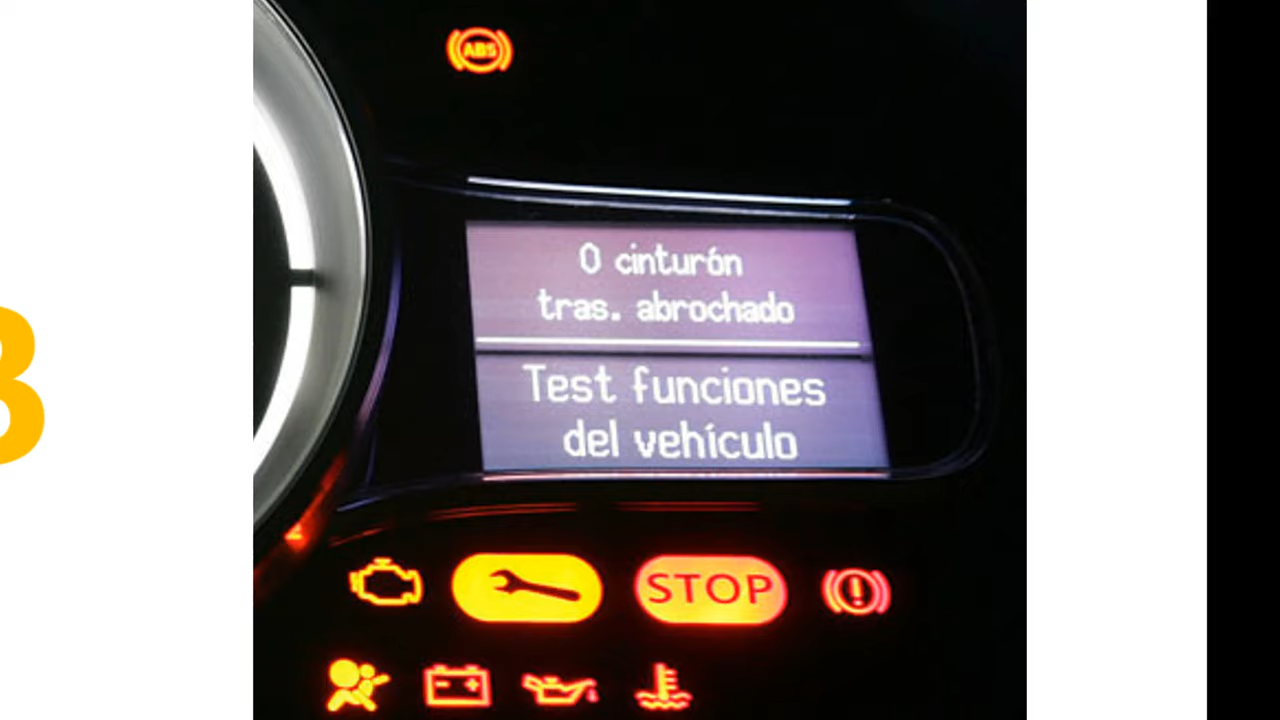 ABS
0 cinturón
tras. abrochado
Test funciones
del vehículo
STOP